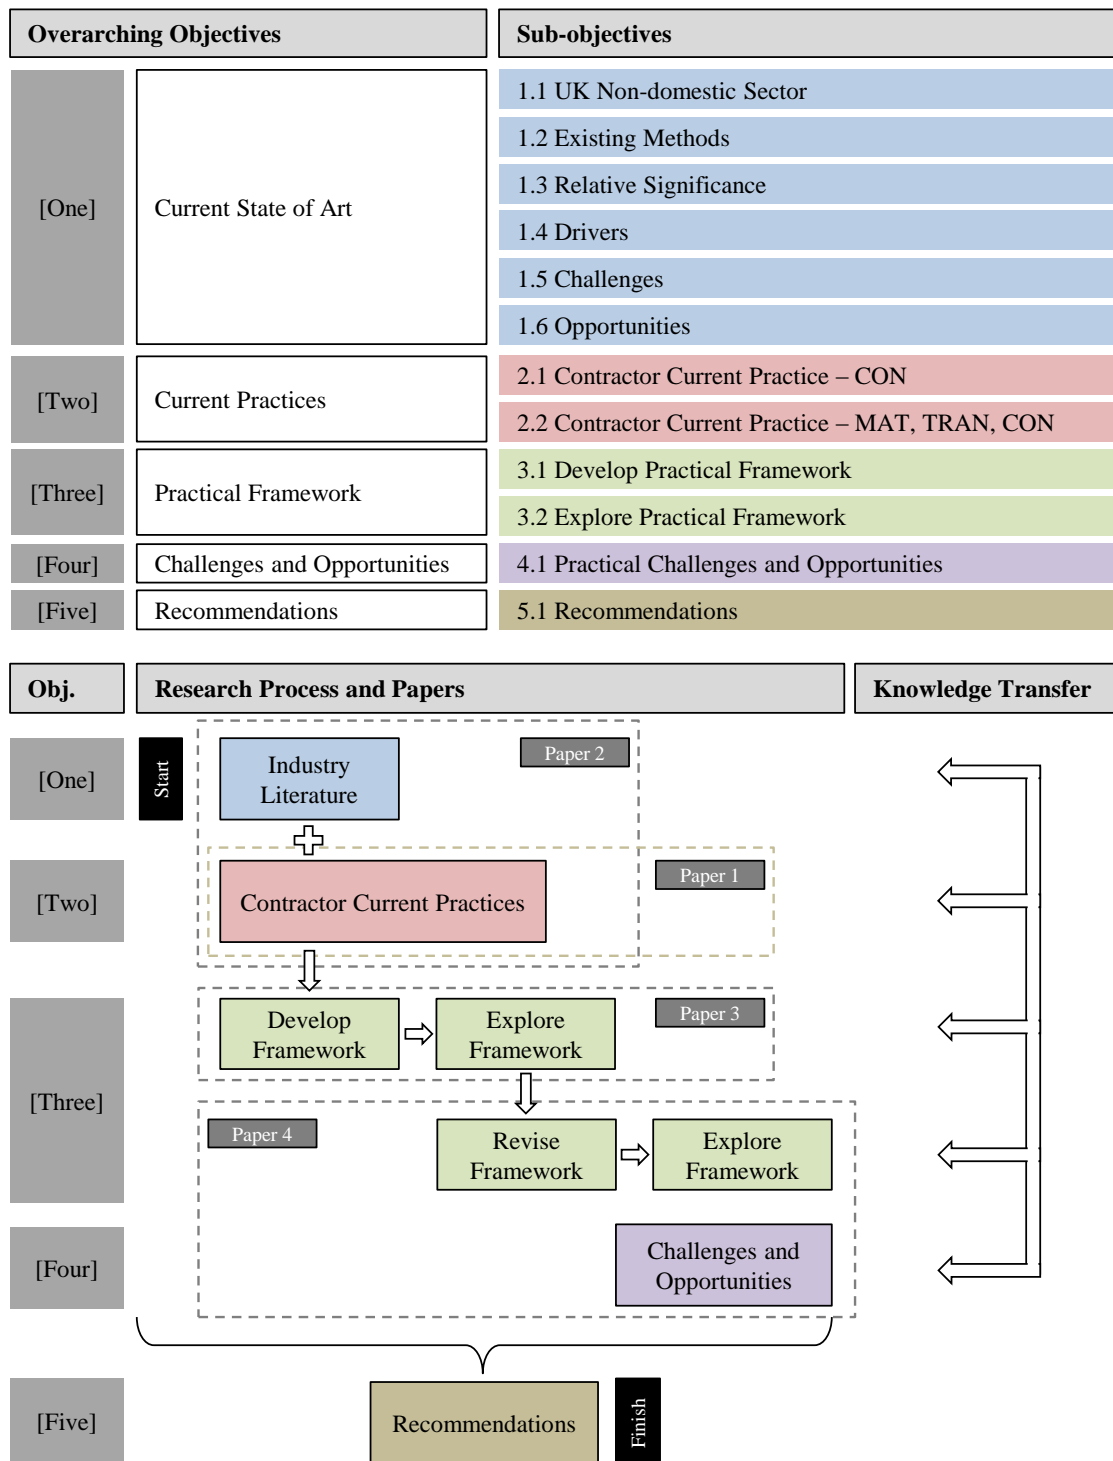 Overarching Objectives
Sub-objectives
[One]
Current State of Art
1.1 UK Non-domestic Sector
1.2 Existing Methods
1.3 Relative Significance
1.4 Drivers
1.5 Challenges
1.6 Opportunities
[Two]
Current Practices
2.1 Contractor Current Practice – CON
2.2 Contractor Current Practice – MAT, TRAN, CON
[Three]
Practical Framework
3.1 Develop Practical Framework
3.2 Explore Practical Framework
[Four]
Challenges and Opportunities
4.1 Practical Challenges and Opportunities
[Five]
Recommendations
5.1 Recommendations
Obj.
Research Process and Papers
Knowledge Transfer
[One]
Start
Industry
Literature
Paper 2
[Two]
Contractor Current Practices
Paper 1
[Three]
Develop
Framework
Explore
Framework
Paper 3
Paper 4
Revise
Framework
Explore
Framework
[Four]
Challenges and
Opportunities
[Five]
Recommendations
Finish